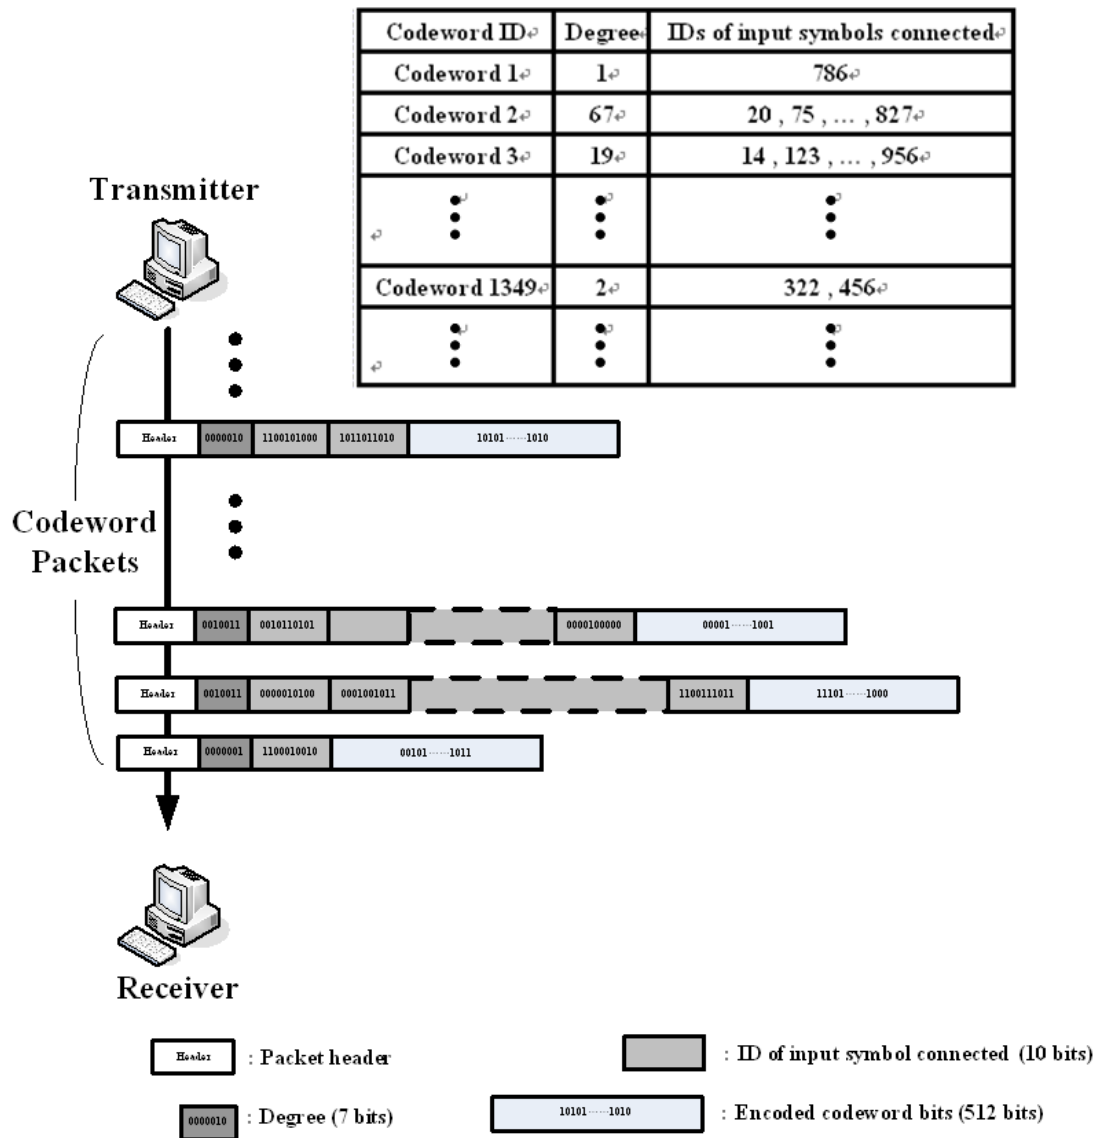 Codeword ID Degree IDs of input symbols connected
Codeword 1 1 786
Codeword 2 67 20 , 75 , ... , 827
Codeword 3 19 14 , 123 , ... , 956
Codeword 1349 2 322 , 456
Transmitter
Header 0000010 1100101000 1011011010 10101······1010
Codeword
Packets
Header 0010011 0010110101 0000100000 00001······1001
Header 0010011 0000010100 0001001011 1100111011 11101······1000
Header 0000001 1100010010 00101······1011
Receiver
Header : Packet header
: ID of input symbol connected (10 bits)
0000010 : Degree (7 bits)
10101······1010 : Encoded codeword bits (512 bits)